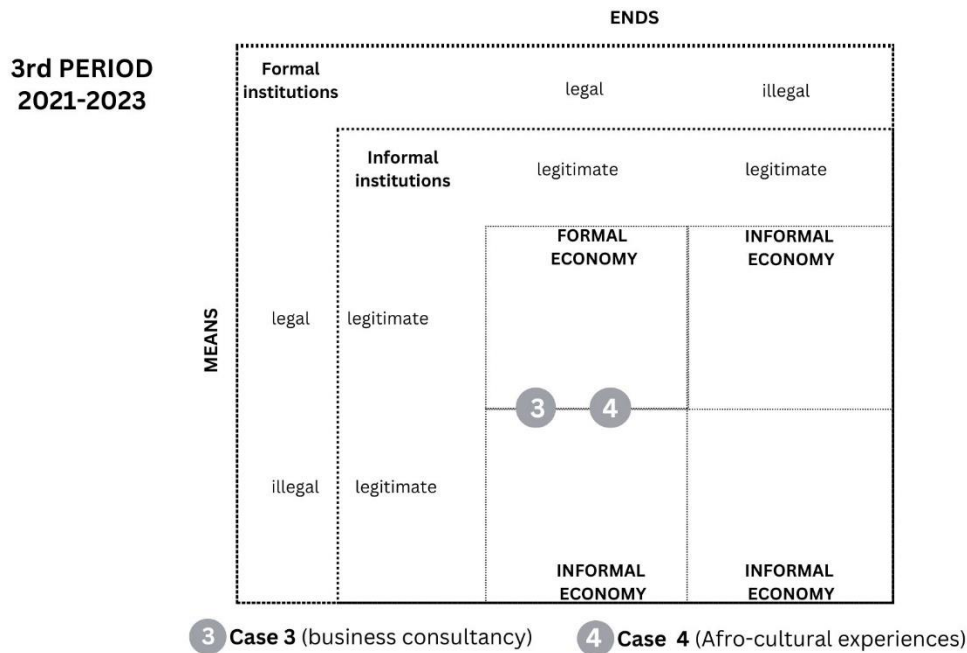 ENDS
3rd PERIOD
2021-2023
Formal
institutions
legal
illegal
Informal
institutions
legitimate
legitimate
FORMAL
ECONOMY
INFORMAL
ECONOMY
MEANS
legal
legitimate
3
4
illegal
legitimate
INFORMAL
ECONOMY
INFORMAL
ECONOMY
3 Case 3 (business consultancy)
4 Case 4 (Afro-cultural experiences)